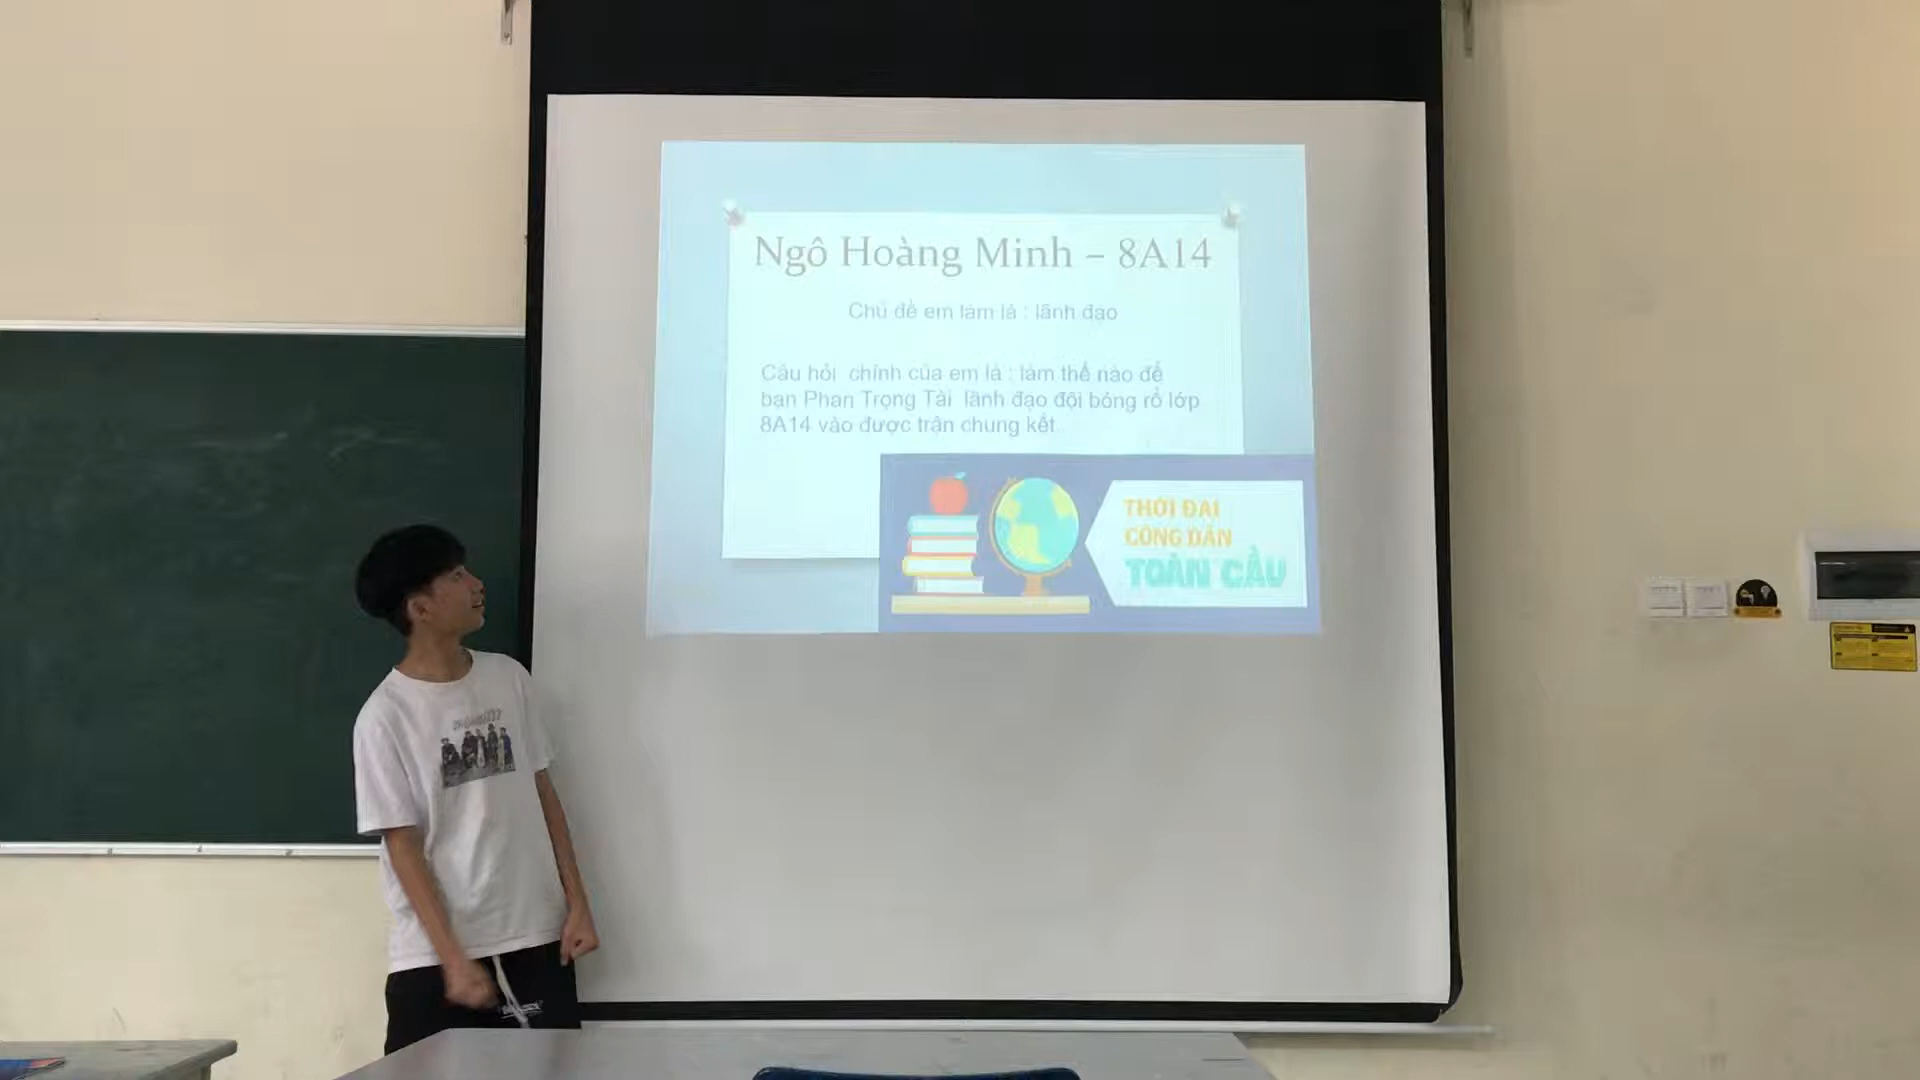 Ngô Hoàng Minh – 8A14
Chủ đề em làm là : lãnh đạo
Câu hỏi chính của em là : làm thế nào để
bạn Phan Trọng Tài lãnh đạo đội bóng rổ lớp
8A14 vào được trận chung kết
THỜI ĐẠI
CÔNG DÂN
TOÀN CẦU